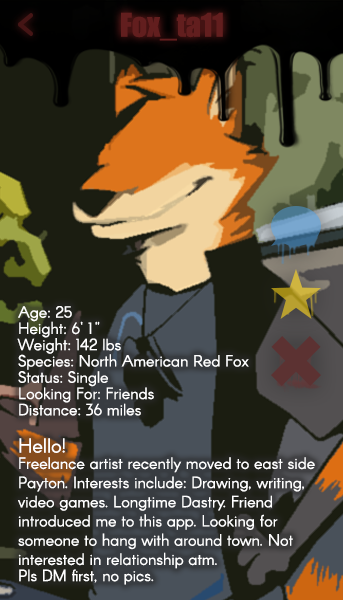 Fox_ta11
Age: 25
Height: 6' 1"
Weight: 142 lbs
Species: North American Red Fox
Status: Single
Looking For: Friends
Distance: 36 miles
Hello!
Freelance artist recently moved to east side
Payton. Interests include: Drawing, writing,
video games. Longtime Dastry. Friend
introduced me to this app. Looking for
someone to hang with around town. Not
interested in relationship atm.
Pls DM first, no pics.